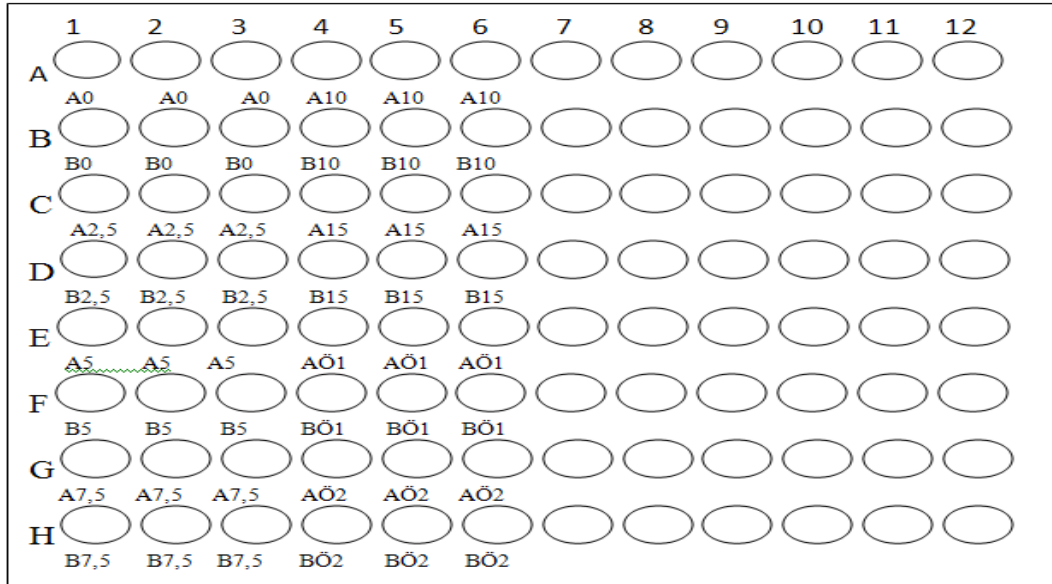 1 2 3 4 5 6 7 8 9 10 11 12
A
A0 A0 A0 A10 A10 A10
B
B0 B0 B0 B10 B10 B10
C
A2,5 A2,5 A2,5 A15 A15 A15
D
B2,5 B2,5 B2,5 B15 B15 B15
E
A5 A5 A5 AÖ1 AÖ1 AÖ1
F
B5 B5 B5 BÖ1 BÖ1 BÖ1
G
A7,5 A7,5 A7,5 AÖ2 AÖ2 AÖ2
H
B7,5 B7,5 B7,5 BÖ2 BÖ2 BÖ2